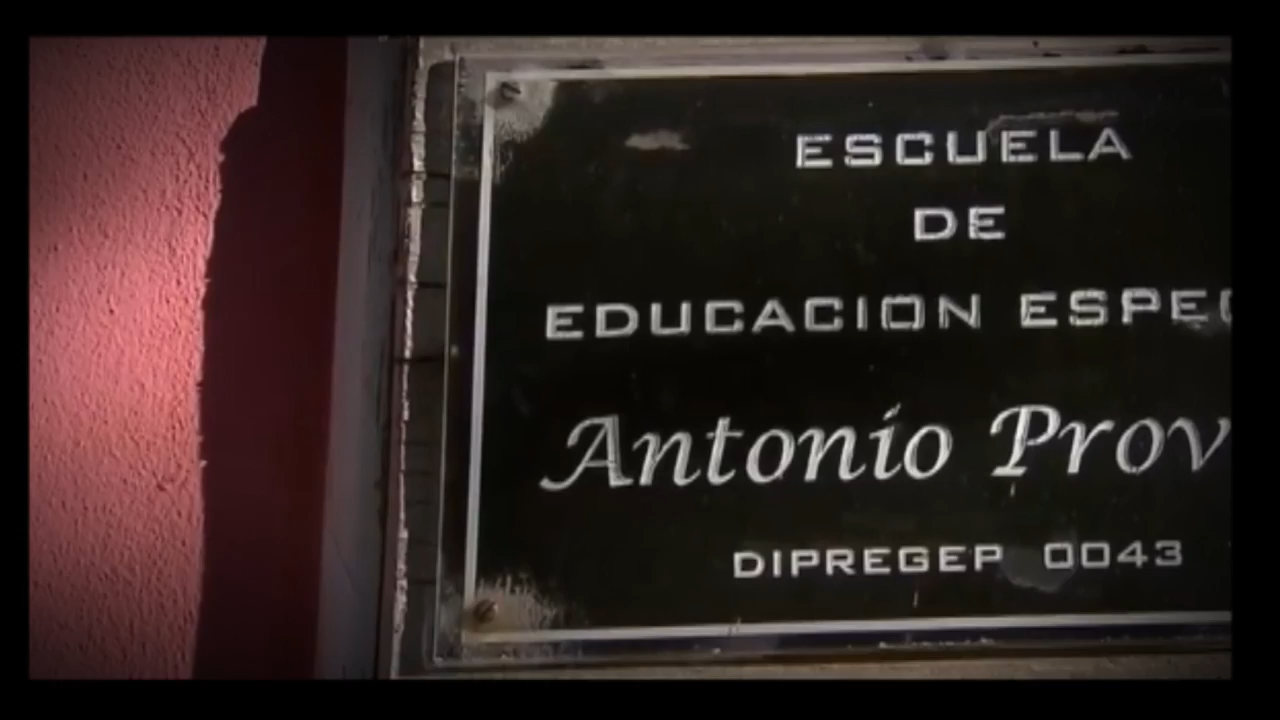 ESCUELA
DE
EDUCACION ESPEC
Antonio Prov
DIPREGEP 0043